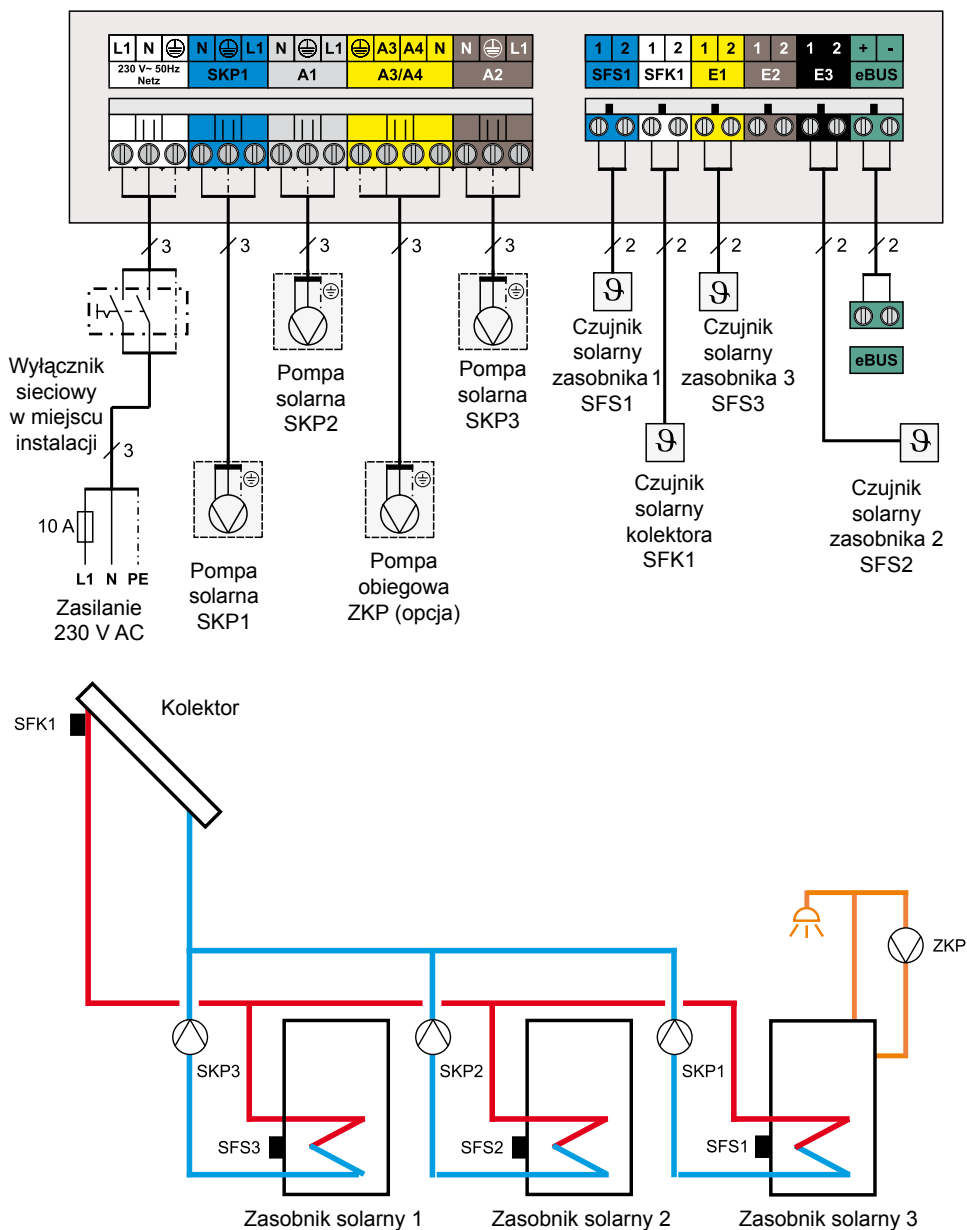 L1 N N L1 N L1 A3 A4 N N L1 1 2 1 2 1 2 1 2 1 2 + -
230 V~ 50Hz
Netz
SKP1 A1 A3/A4 A2 SFS1 SFK1 E1 E2 E3 eBUS
3 3 3 3 3 2 2 2 2 2
ϑ ϑ
Wyłącznik
sieciowy
w miejscu
instalacji
3
Pompa
solarna
SKP2
Pompa
solarna
SKP3
Czujnik
solarny
zasobnika 1
SFS1
Czujnik
solarny
zasobnika 3
SFS3
eBUS
ϑ ϑ
10 A
L1 N PE
Zasilanie
230 V AC
Pompa
solarna
SKP1
Pompa
obiegowa
ZKP (opcja)
Czujnik
solarny
kolektora
SFK1
Czujnik
solarny
zasobnika 2
SFS2
Kolektor
SFK1
ZKP
SKP3 SKP2 SKP1
SFS3 SFS2 SFS1
Zasobnik solarny 1 Zasobnik solarny 2 Zasobnik solarny 3